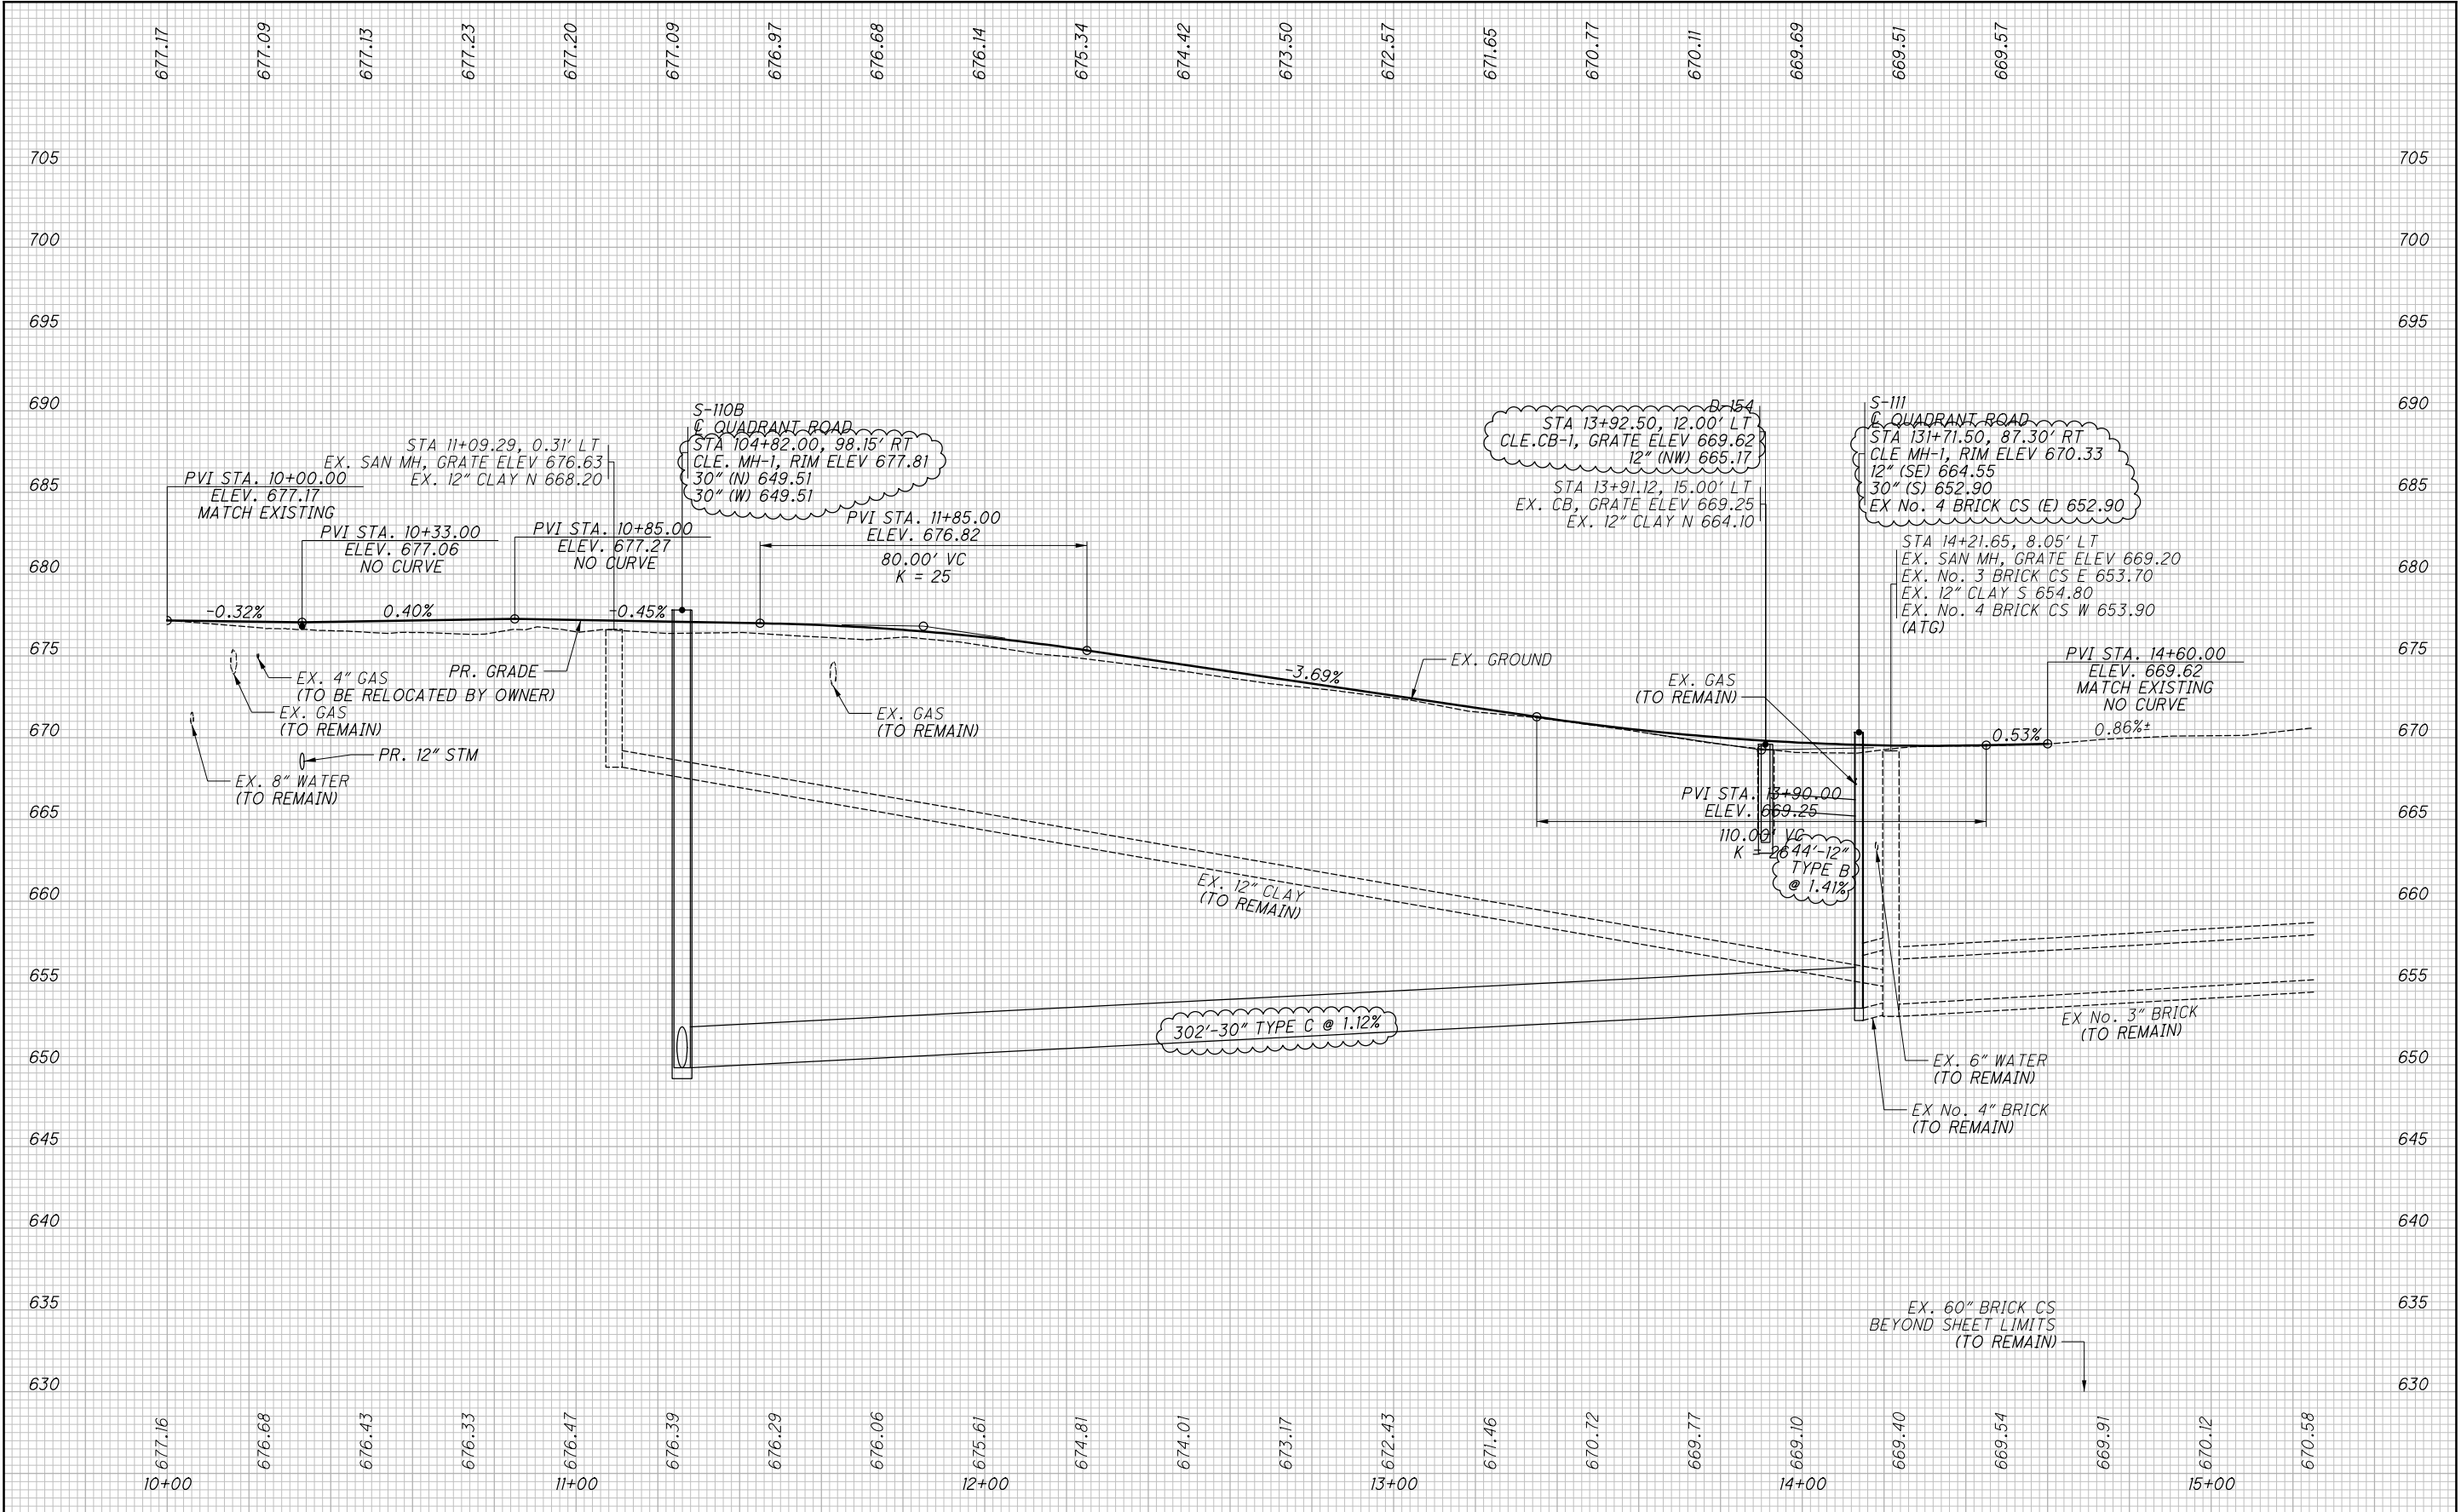 677.17
677.09
677.13
677.23
677.20
677.09
676.97
676.68
676.14
675.34
674.42
673.50
672.57
671.65
670.77
670.11
669.69
669.51
669.57
705
705
700
700
695
695
690
690
685
685
680
680
675
675
670
670
665
665
660
660
655
655
650
650
645
645
640
640
635
635
630
630
PVI STA. 10+00.00
ELEV. 677.17
MATCH EXISTING
PVI STA. 10+33.00
ELEV. 677.06
NO CURVE
STA 11+09.29, 0.31' LT
EX. SAN MH, GRATE ELEV 676.63
EX. 12" CLAY N 668.20
PVI STA. 10+85.00
ELEV. 677.27
NO CURVE
S-110B
℄ QUADRANT ROAD
STA 104+82.00, 98.15' RT
CLE. MH-1, RIM ELEV 677.81
30" (N) 649.51
30" (W) 649.51
PVI STA. 11+85.00
ELEV. 676.82
80.00' VC
K = 25
D-154
STA 13+92.50, 12.00' LT
CLE.CB-1, GRATE ELEV 669.62
12" (NW) 665.17
STA 13+91.12, 15.00' LT
EX. CB, GRATE ELEV 669.25
EX. 12" CLAY N 664.10
S-111
℄ QUADRANT ROAD
STA 131+71.50, 87.30' RT
CLE MH-1, RIM ELEV 670.33
12" (SE) 664.55
30" (S) 652.90
EX No. 4 BRICK CS (E) 652.90
STA 14+21.65, 8.05' LT
EX. SAN MH, GRATE ELEV 669.20
EX. No. 3 BRICK CS E 653.70
EX. 12" CLAY S 654.80
EX. No. 4 BRICK CS W 653.90
(ATG)
PVI STA. 14+60.00
ELEV. 669.62
MATCH EXISTING
NO CURVE
-0.32%
0.40%
-0.45%
-3.69%
0.53%
0.86%±
PR. GRADE
EX. GROUND
EX. 4" GAS
(TO BE RELOCATED BY OWNER)
EX. GAS
(TO REMAIN)
PR. 12" STM
EX. 8" WATER
(TO REMAIN)
EX. GAS
(TO REMAIN)
EX. GAS
(TO REMAIN)
PVI STA. 13+90.00
ELEV. 669.25
110.00' VC
K = 26
44'-12"
TYPE B
@ 1.41%
EX. 12" CLAY
(TO REMAIN)
302'-30" TYPE C @ 1.12%
EX No. 3" BRICK
(TO REMAIN)
EX. 6" WATER
(TO REMAIN)
EX No. 4" BRICK
(TO REMAIN)
EX. 60" BRICK CS
BEYOND SHEET LIMITS
(TO REMAIN)
677.16
676.68
676.43
676.33
676.47
676.39
676.29
676.06
675.61
674.81
674.01
673.17
672.43
671.46
670.72
669.77
669.10
669.40
669.54
669.91
670.12
670.58
10+00
11+00
12+00
13+00
14+00
15+00